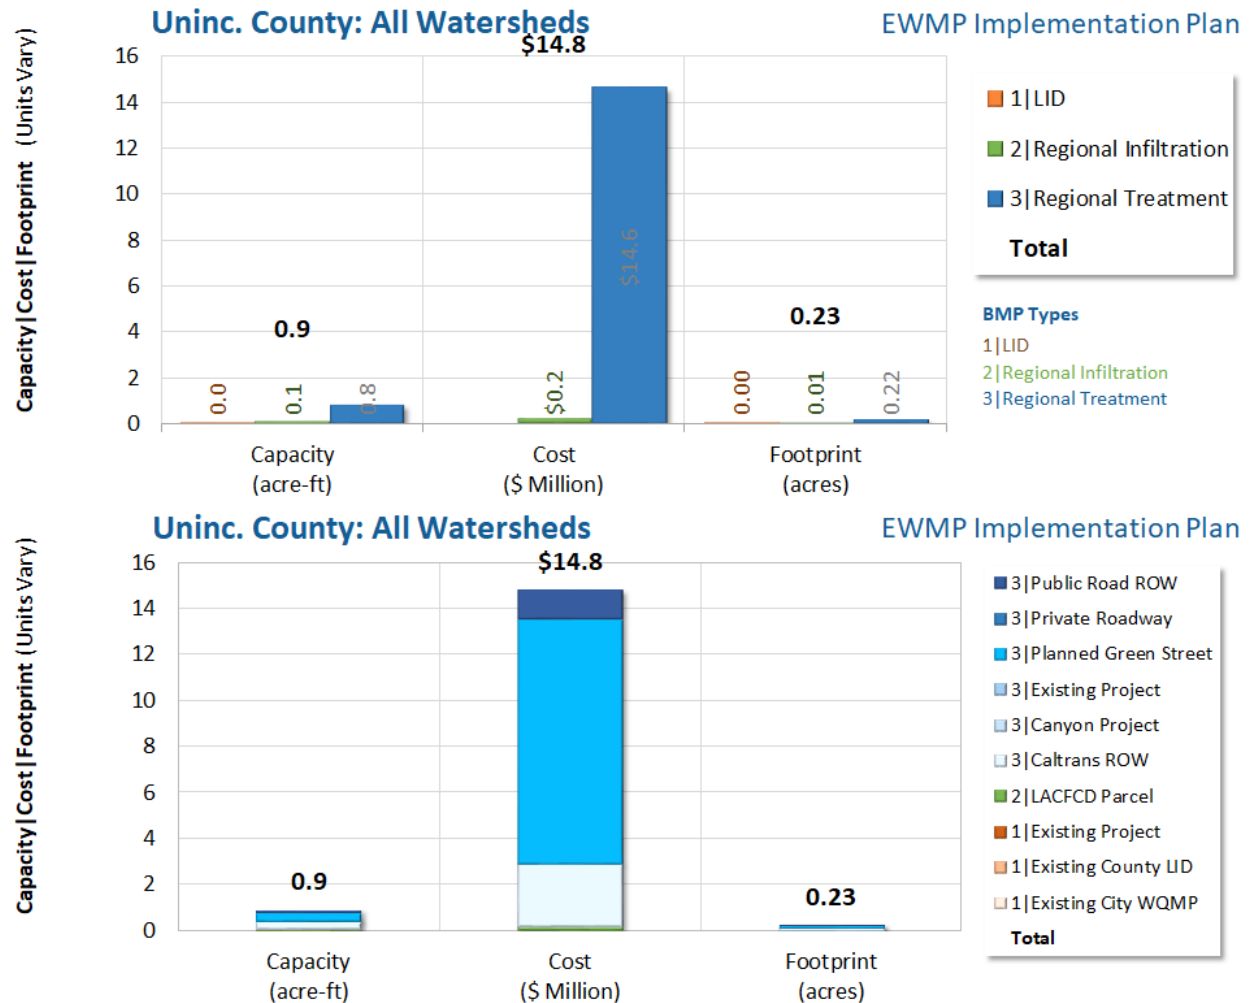 Uninc. County: All Watersheds
EWMP Implementation Plan
$14.8
Capacity|Cost|Footprint (Units Vary)
16
14
12
10
8
6
4
2
0
0.9
0.23
0.0
0.1
0.8
$0.2
$14.6
0.00
0.01
0.22
Capacity
(acre-ft)
Cost
($ Million)
Footprint
(acres)
1|LID
2|Regional Infiltration
3|Regional Treatment
Total
BMP Types
1|LID
2|Regional Infiltration
3|Regional Treatment
Uninc. County: All Watersheds
EWMP Implementation Plan
$14.8
Capacity|Cost|Footprint (Units Vary)
16
14
12
10
8
6
4
2
0
0.9
0.23
Capacity
(acre-ft)
Cost
($ Million)
Footprint
(acres)
3|Public Road ROW
3|Private Roadway
3|Planned Green Street
3|Existing Project
3|Canyon Project
3|Caltrans ROW
2|LACFCD Parcel
1|Existing Project
1|Existing County LID
1|Existing City WQMP
Total